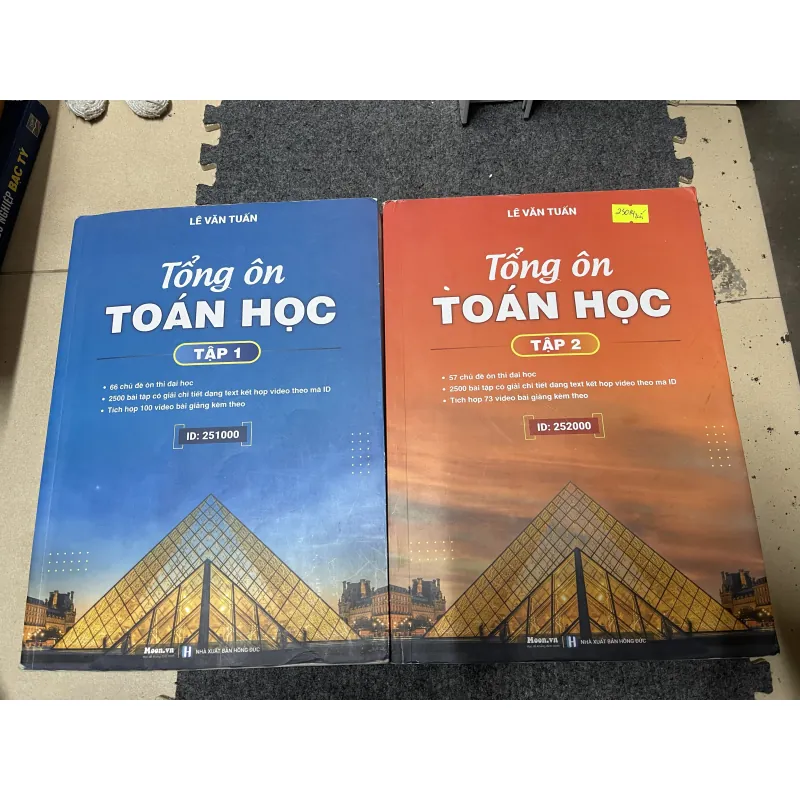 LÊ VĂN TUẤN
Tổng ôn
TOÁN HỌC
TẬP 1
66 chủ đề ôn thi đại học
2500 bài tập có giải chi tiết dạng text kết hợp video theo mã ID
Tích hợp 100 video bài giảng kèm theo
ID: 251000
Moon.vn
NHÀ XUẤT BẢN HỒNG ĐỨC
LÊ VĂN TUẤN
Tổng ôn
TOÁN HỌC
TẬP 2
57 chủ đề ôn thi đại học
2500 bài tập có giải chi tiết dạng text kết hợp video theo mã ID
Tích hợp 73 video bài giảng kèm theo
ID: 252000
Moon.vn
NHÀ XUẤT BẢN HỒNG ĐỨC
NGHIỆP BẠC TỶ